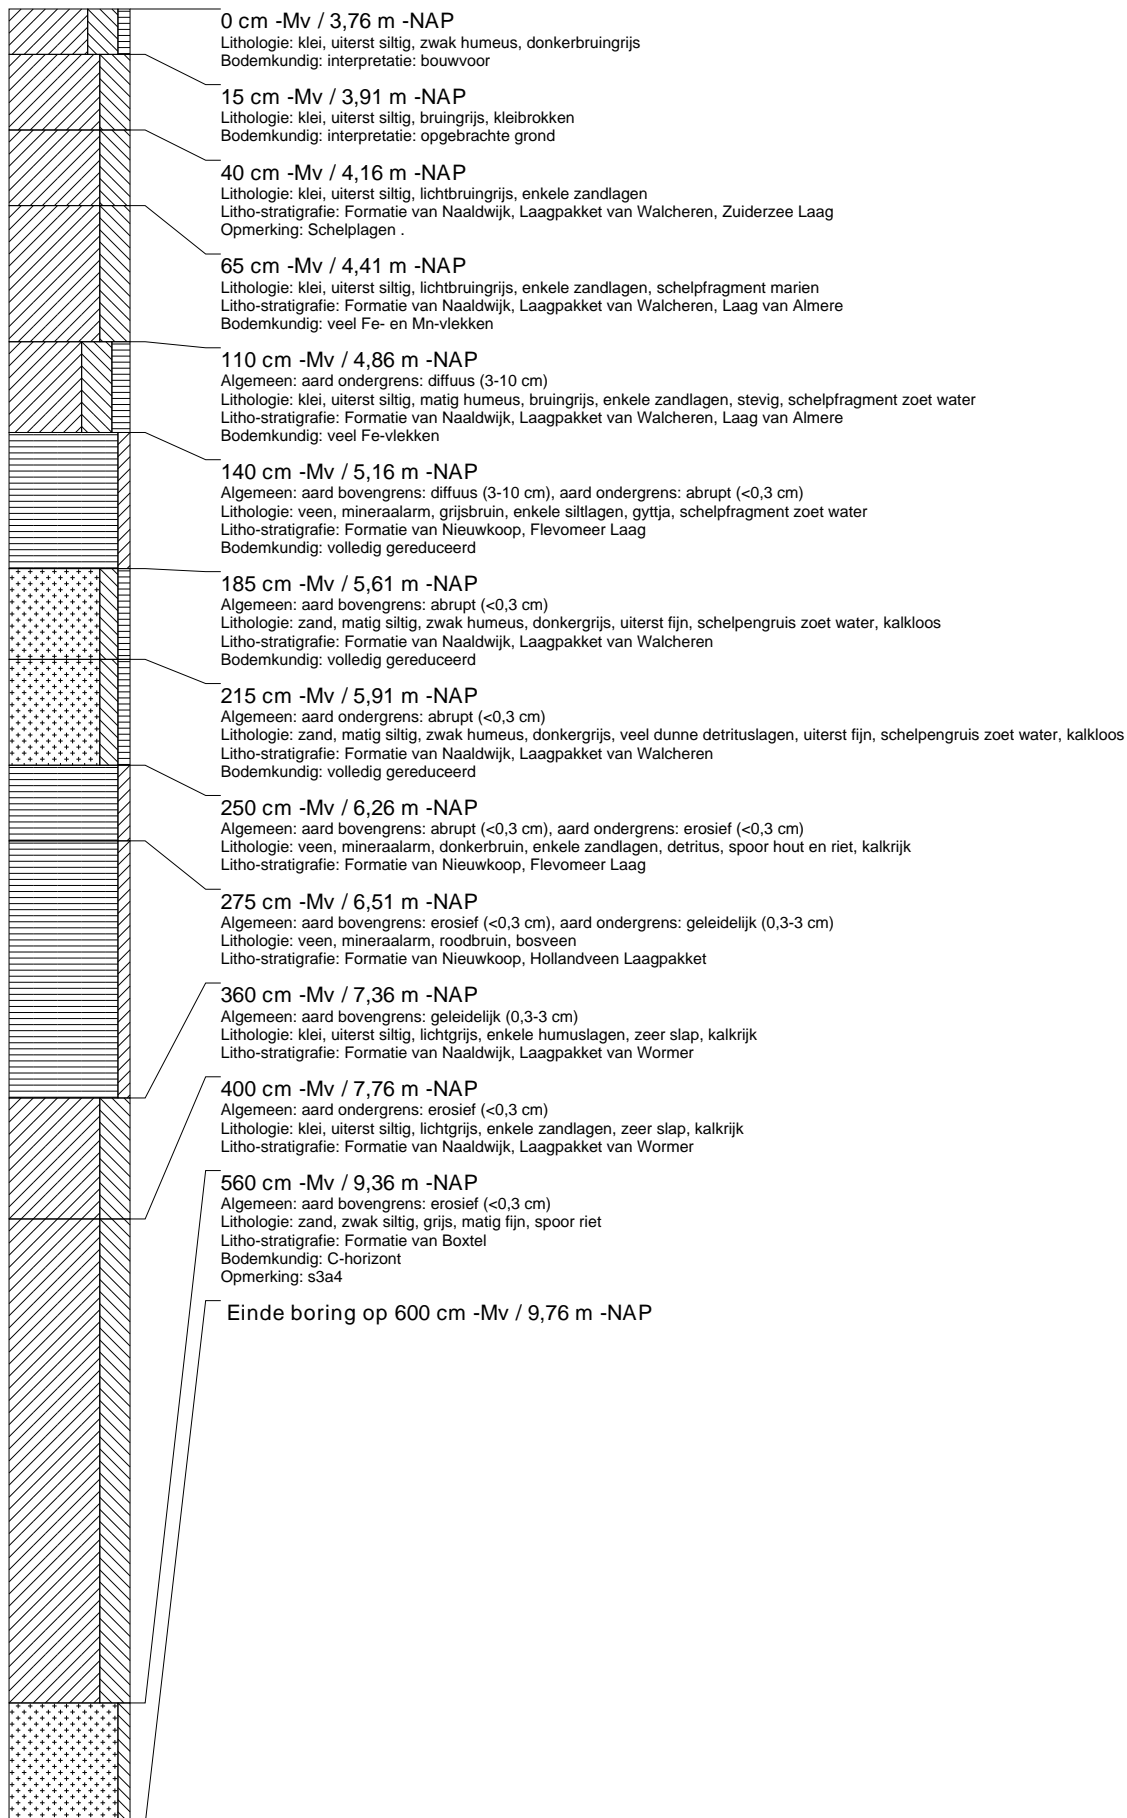 0 cm -Mv / 3,76 m -NAP
Lithologie: klei, uiterst siltig, zwak humeus, donkerbruingrijs
Bodemkundig: interpretatie: bouwvoor
15 cm -Mv / 3,91 m -NAP
Lithologie: klei, uiterst siltig, bruingrijs, kleibrokken
Bodemkundig: interpretatie: opgebrachte grond
40 cm -Mv / 4,16 m -NAP
Lithologie: klei, uiterst siltig, lichtbruingrijs, enkele zandlagen
Litho-stratigrafie: Formatie van Naaldwijk, Laagpakket van Walcheren, Zuiderzee Laag
Opmerking: Schelplagen .
65 cm -Mv / 4,41 m -NAP
Lithologie: klei, uiterst siltig, lichtbruingrijs, enkele zandlagen, schelpfragment marien
Litho-stratigrafie: Formatie van Naaldwijk, Laagpakket van Walcheren, Laag van Almere
Bodemkundig: veel Fe- en Mn-vlekken
110 cm -Mv / 4,86 m -NAP
Algemeen: aard ondergrens: diffuus (3-10 cm)
Lithologie: klei, uiterst siltig, matig humeus, bruingrijs, enkele zandlagen, stevig, schelpfragment zoet water
Litho-stratigrafie: Formatie van Naaldwijk, Laagpakket van Walcheren, Laag van Almere
Bodemkundig: veel Fe-vlekken
140 cm -Mv / 5,16 m -NAP
Algemeen: aard bovengrens: diffuus (3-10 cm), aard ondergrens: abrupt (<0,3 cm)
Lithologie: veen, mineraalarm, grijsbruin, enkele siltlagen, gyttja, schelpfragment zoet water
Litho-stratigrafie: Formatie van Nieuwkoop, Flevomeer Laag
Bodemkundig: volledig gereduceerd
185 cm -Mv / 5,61 m -NAP
Algemeen: aard bovengrens: abrupt (<0,3 cm)
Lithologie: zand, matig siltig, zwak humeus, donkergrijs, uiterst fijn, schelpengruis zoet water, kalkloos
Litho-stratigrafie: Formatie van Naaldwijk, Laagpakket van Walcheren
Bodemkundig: volledig gereduceerd
215 cm -Mv / 5,91 m -NAP
Algemeen: aard ondergrens: abrupt (<0,3 cm)
Lithologie: zand, matig siltig, zwak humeus, donkergrijs, veel dunne detrituslagen, uiterst fijn, schelpengruis zoet water, kalkloos
Litho-stratigrafie: Formatie van Naaldwijk, Laagpakket van Walcheren
Bodemkundig: volledig gereduceerd
250 cm -Mv / 6,26 m -NAP
Algemeen: aard bovengrens: abrupt (<0,3 cm), aard ondergrens: erosief (<0,3 cm)
Lithologie: veen, mineraalarm, donkerbruin, enkele zandlagen, detritus, spoor hout en riet, kalkrijk
Litho-stratigrafie: Formatie van Nieuwkoop, Flevomeer Laag
275 cm -Mv / 6,51 m -NAP
Algemeen: aard bovengrens: erosief (<0,3 cm), aard ondergrens: geleidelijk (0,3-3 cm)
Lithologie: veen, mineraalarm, roodbruin, bosveen
Litho-stratigrafie: Formatie van Nieuwkoop, Hollandveen Laagpakket
360 cm -Mv / 7,36 m -NAP
Algemeen: aard bovengrens: geleidelijk (0,3-3 cm)
Lithologie: klei, uiterst siltig, lichtgrijs, enkele humuslagen, zeer slap, kalkrijk
Litho-stratigrafie: Formatie van Naaldwijk, Laagpakket van Wormer
400 cm -Mv / 7,76 m -NAP
Algemeen: aard ondergrens: erosief (<0,3 cm)
Lithologie: klei, uiterst siltig, lichtgrijs, enkele zandlagen, zeer slap, kalkrijk
Litho-stratigrafie: Formatie van Naaldwijk, Laagpakket van Wormer
560 cm -Mv / 9,36 m -NAP
Algemeen: aard bovengrens: erosief (<0,3 cm)
Lithologie: zand, zwak siltig, grijs, matig fijn, spoor riet
Litho-stratigrafie: Formatie van Boxtel
Bodemkundig: C-horizont
Opmerking: s3a4
Einde boring op 600 cm -Mv / 9,76 m -NAP